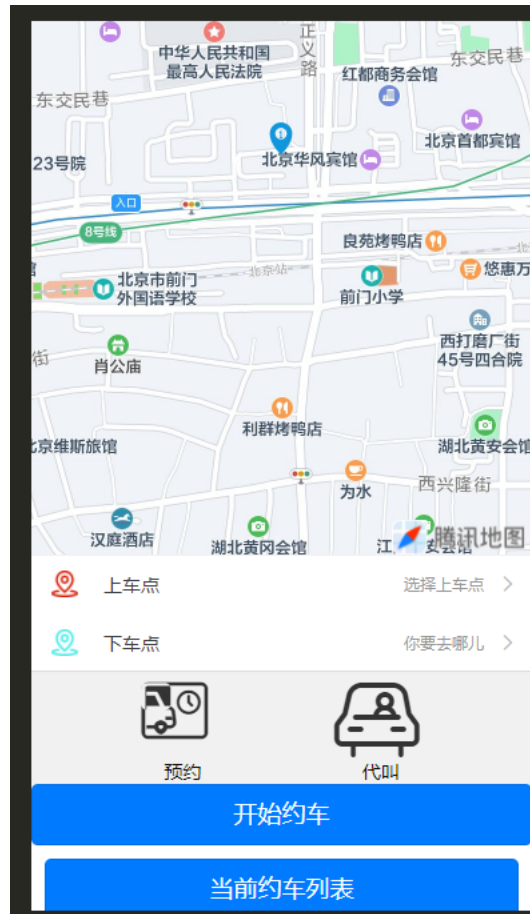 正义路
中华人民共和国
最高人民法院
红都商务会馆
东交民巷
东交民巷
北京首都宾馆
北京华风宾馆
23号院
入口
8号线
良苑烤鸭店
北京站
北京市前门
外国语学校
前门小学
悠惠万
西打磨厂街
45号四合院
街
肖公庙
利群烤鸭店
北京维斯旅馆
湖北黄安会馆
为水
西兴隆街
汉庭酒店
湖北黄冈会馆
腾讯地图
上车点
选择上车点
下车点
你要去哪儿
预约
代叫
开始约车
当前约车列表